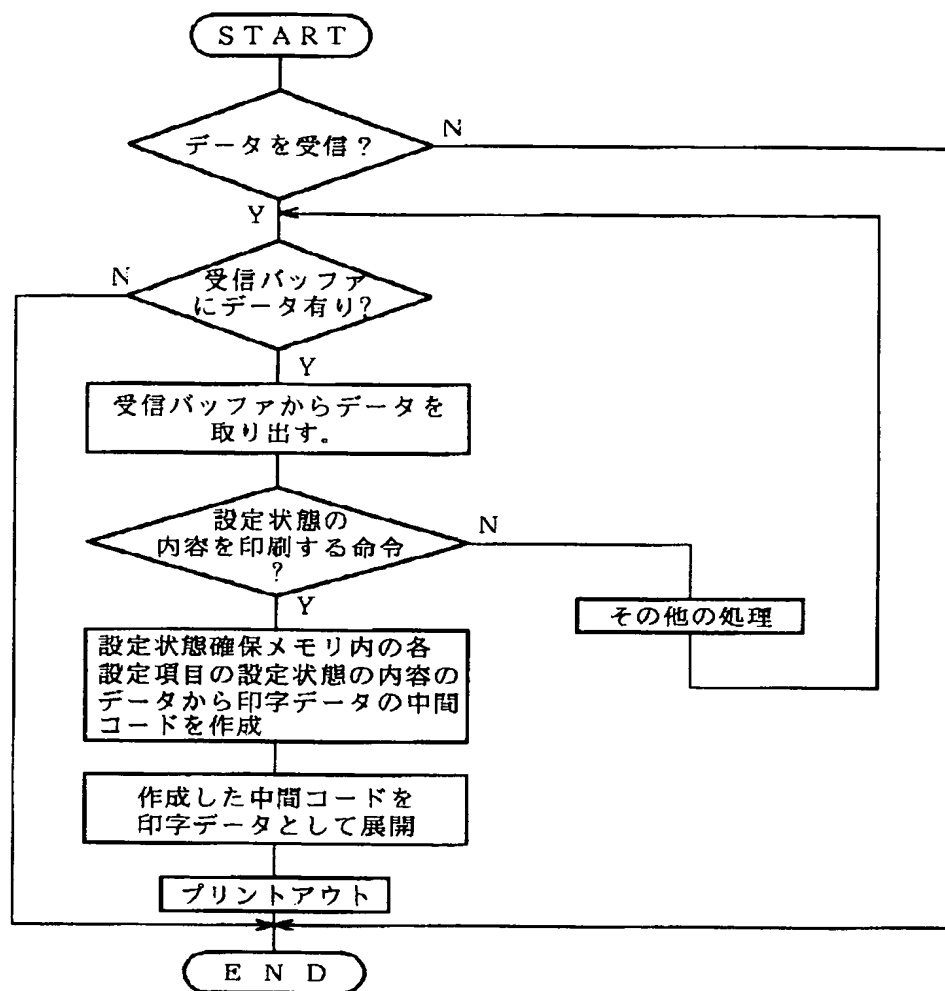 START
データを受信?
N
Y
N
受信バッファ
にデータ有り?
Y
受信バッファからデータを
取り出す。
設定状態の
内容を印刷する命令
?
N
Y
その他の処理
設定状態確保メモリ内の各
設定項目の設定状態の内容の
データから印字データの中間
コードを作成
作成した中間コードを
印字データとして展開
プリントアウト
END